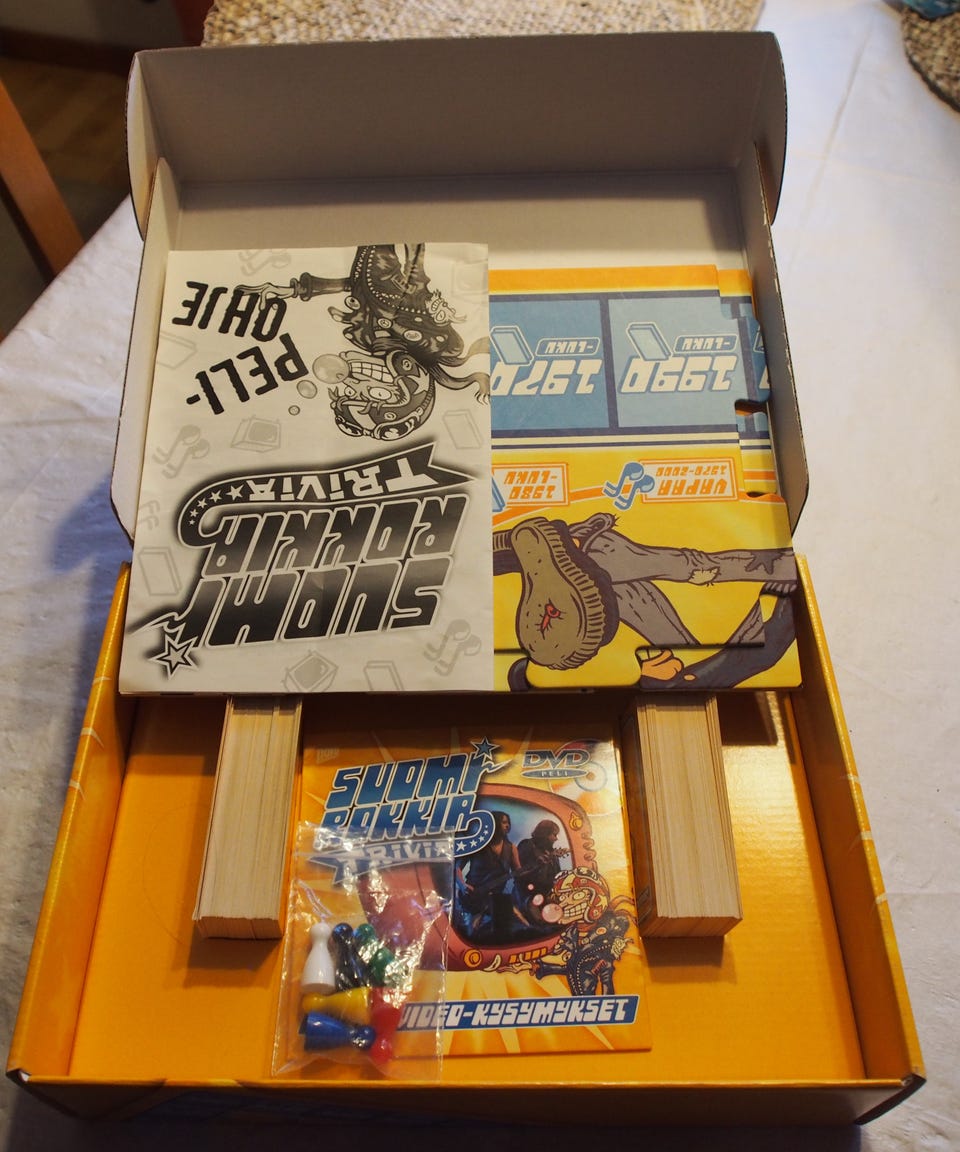 SUOMI
ROKKIA
TRIVIA
PELI-
OHJE
VAPAA
1970-2000
1980
-LUKU
1990
-LUKU
1970
-LUKU
SUOMI
ROKKIA
TRIVIA
DVD
PELI
VIDEO-KYSYMYKSET